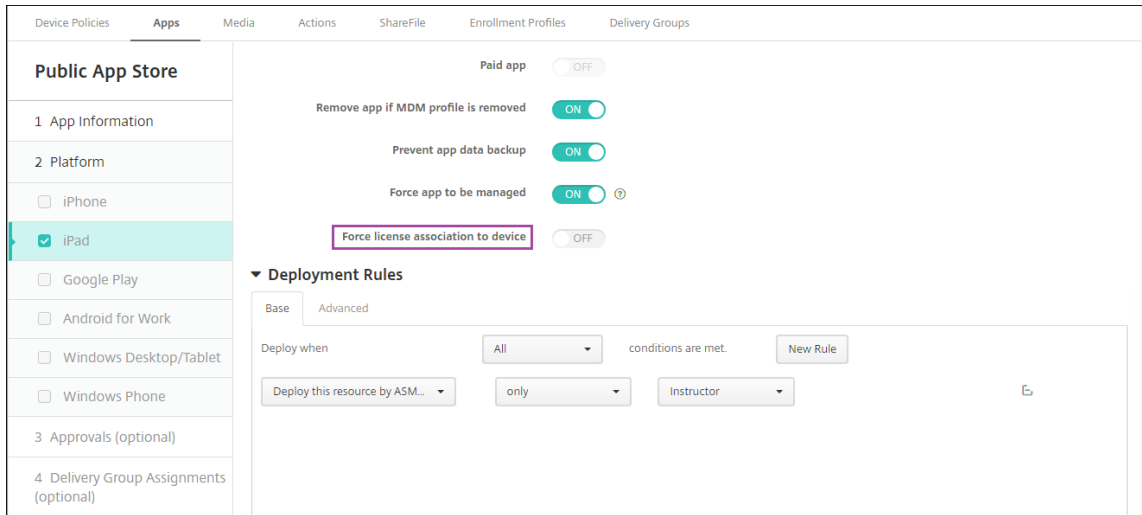 Device Policies Apps Media Actions ShareFile Enrollment Profiles Delivery Groups
Public App Store
1 App Information
2 Platform
iPhone
iPad
Google Play
Android for Work
Windows Desktop/Tablet
Windows Phone
3 Approvals (optional)
4 Delivery Group Assignments
(optional)
Paid app OFF
Remove app if MDM profile is removed ON
Prevent app data backup ON
Force app to be managed ON ?
Force license association to device OFF
Deployment Rules
Base Advanced
Deploy when All conditions are met. New Rule
Deploy this resource by ASM... only Instructor